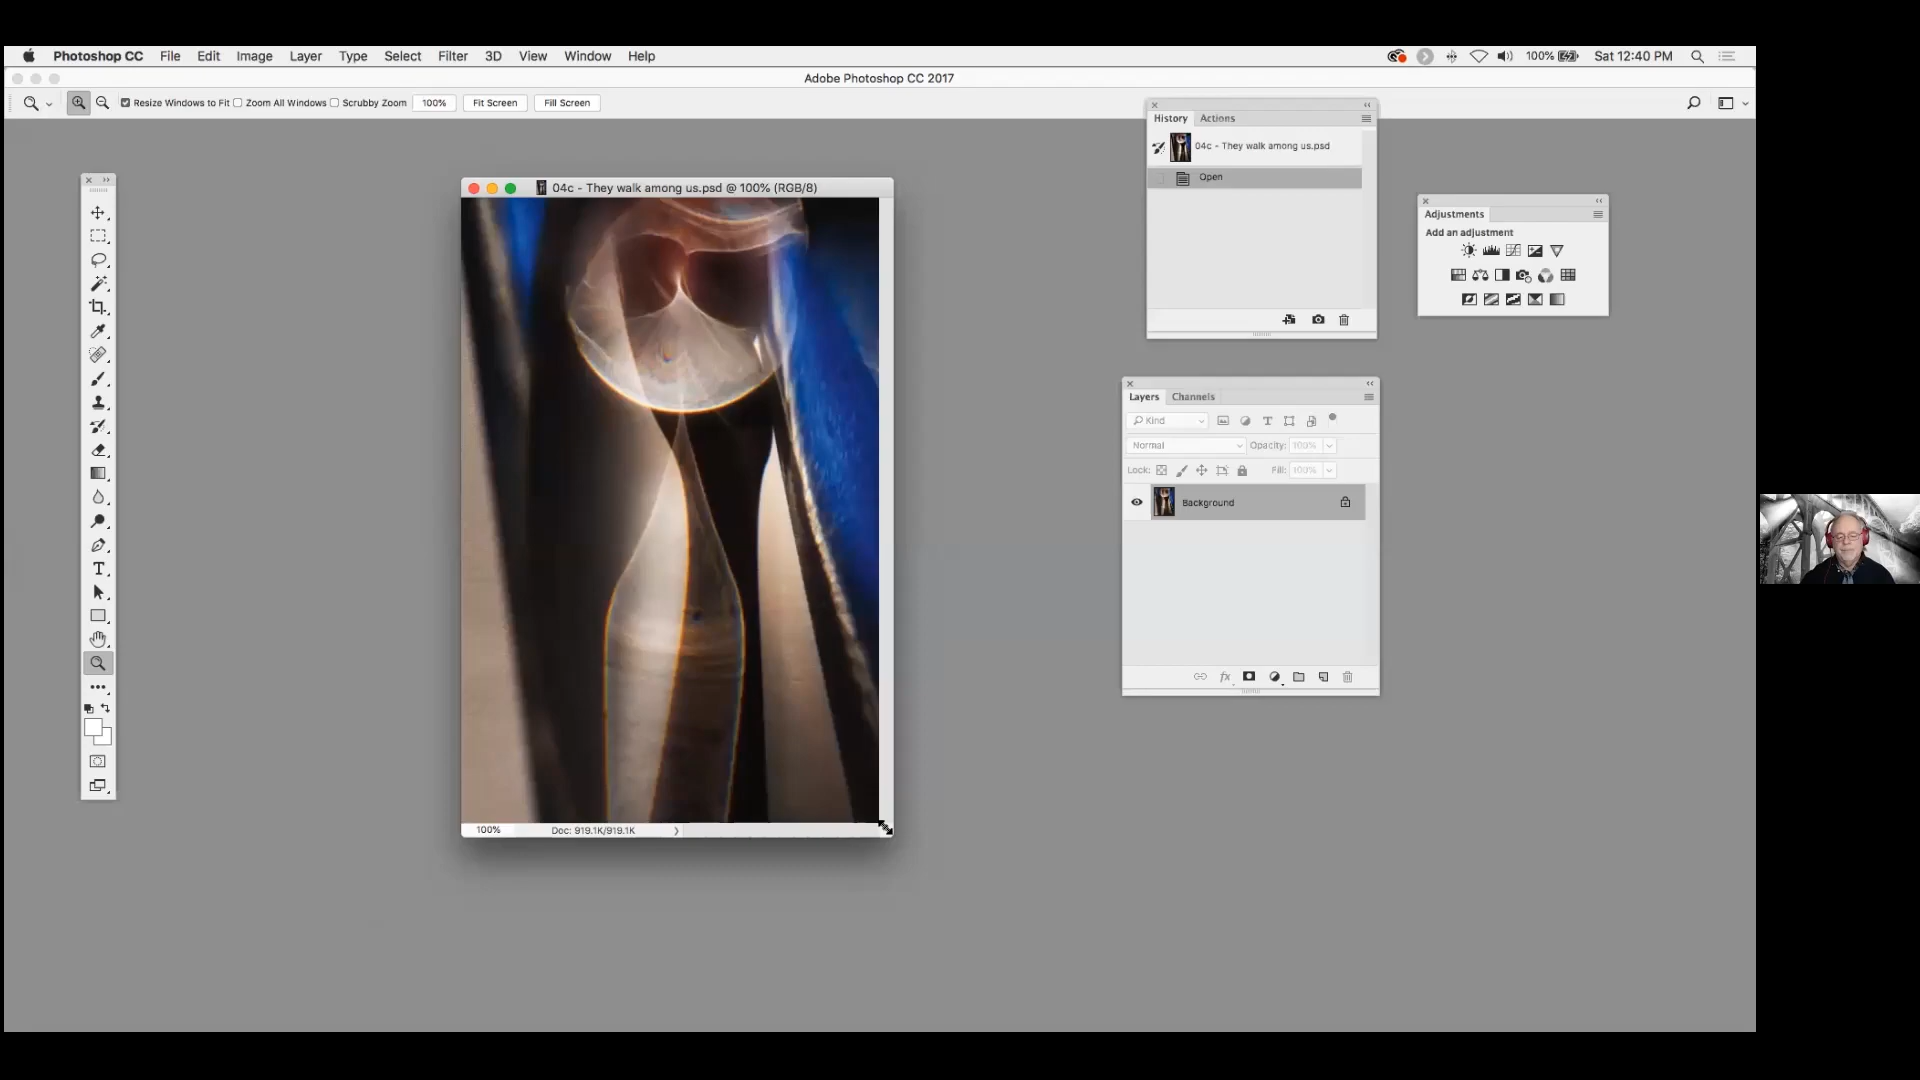 Photoshop CC File Edit Image Layer Type Select Filter 3D View Window Help 100% Sat 12:40 PM
Adobe Photoshop CC 2017
Resize Windows to Fit Zoom All Windows Scrubby Zoom 100% Fit Screen Fill Screen
History Actions
04c - They walk among us.psd
Open
04c - They walk among us.psd @ 100% (RGB/8)
Adjustments
Add an adjustment
Layers Channels
Kind
Normal Opacity: 100%
Lock: Fill: 100%
Background
fx
100% Doc: 919.1K/919.1K